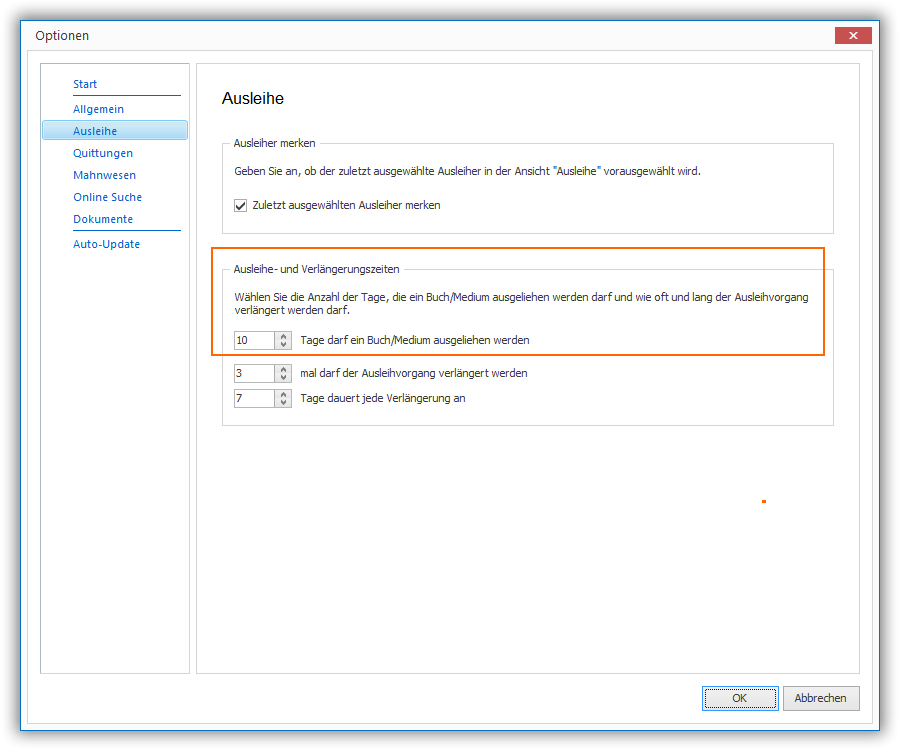 Optionen
Start
Allgemein
Ausleihe
Quittungen
Mahnwesen
Online Suche
Dokumente
Auto-Update
Ausleihe
Ausleiher merken
Geben Sie an, ob der zuletzt ausgewählte Ausleiher in der Ansicht "Ausleihe" vorausgewählt wird.
Zuletzt ausgewählten Ausleiher merken
Ausleihe- und Verlängerungszeiten
Wählen Sie die Anzahl der Tage, die ein Buch/Medium ausgeliehen werden darf und wie oft und lang der Ausleihvorgang
verlängert werden darf.
10 Tage darf ein Buch/Medium ausgeliehen werden
3 mal darf der Ausleihvorgang verlängert werden
7 Tage dauert jede Verlängerung an
OK Abbrechen